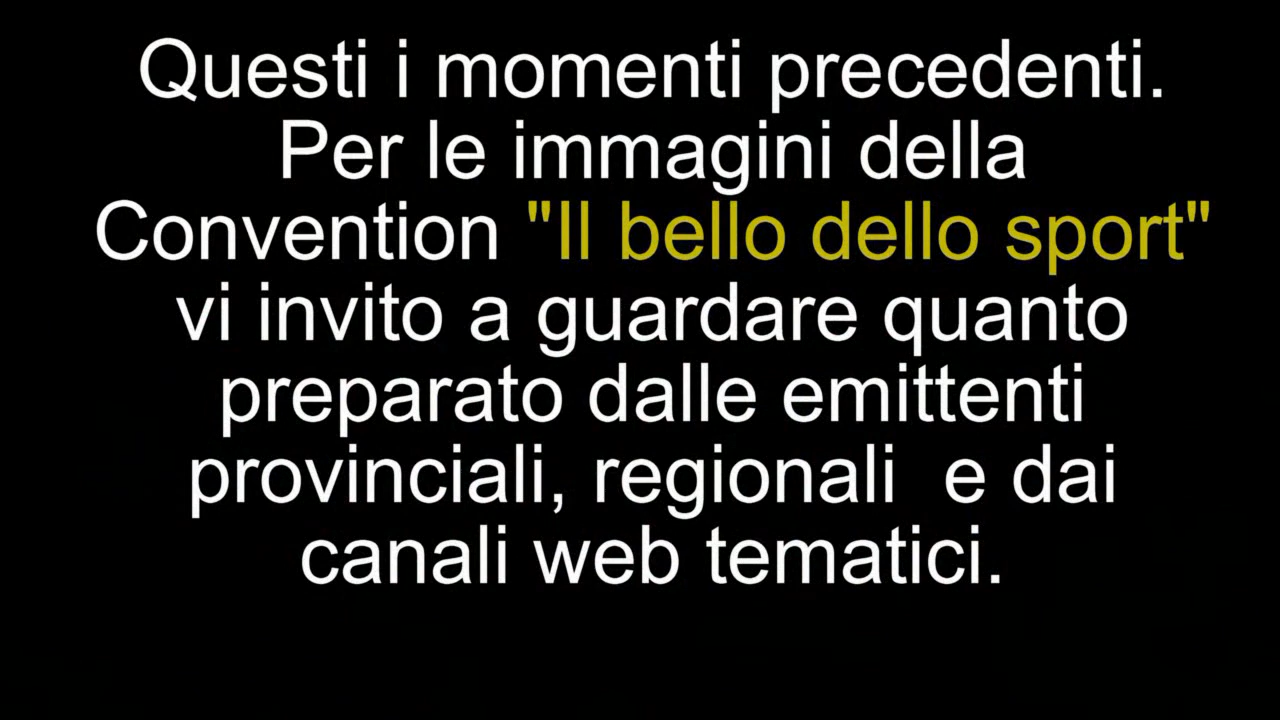 Questi i momenti precedenti.
Per le immagini della
Convention "Il bello dello sport"
vi invito a guardare quanto
preparato dalle emittenti
provinciali, regionali  e dai
canali web tematici.